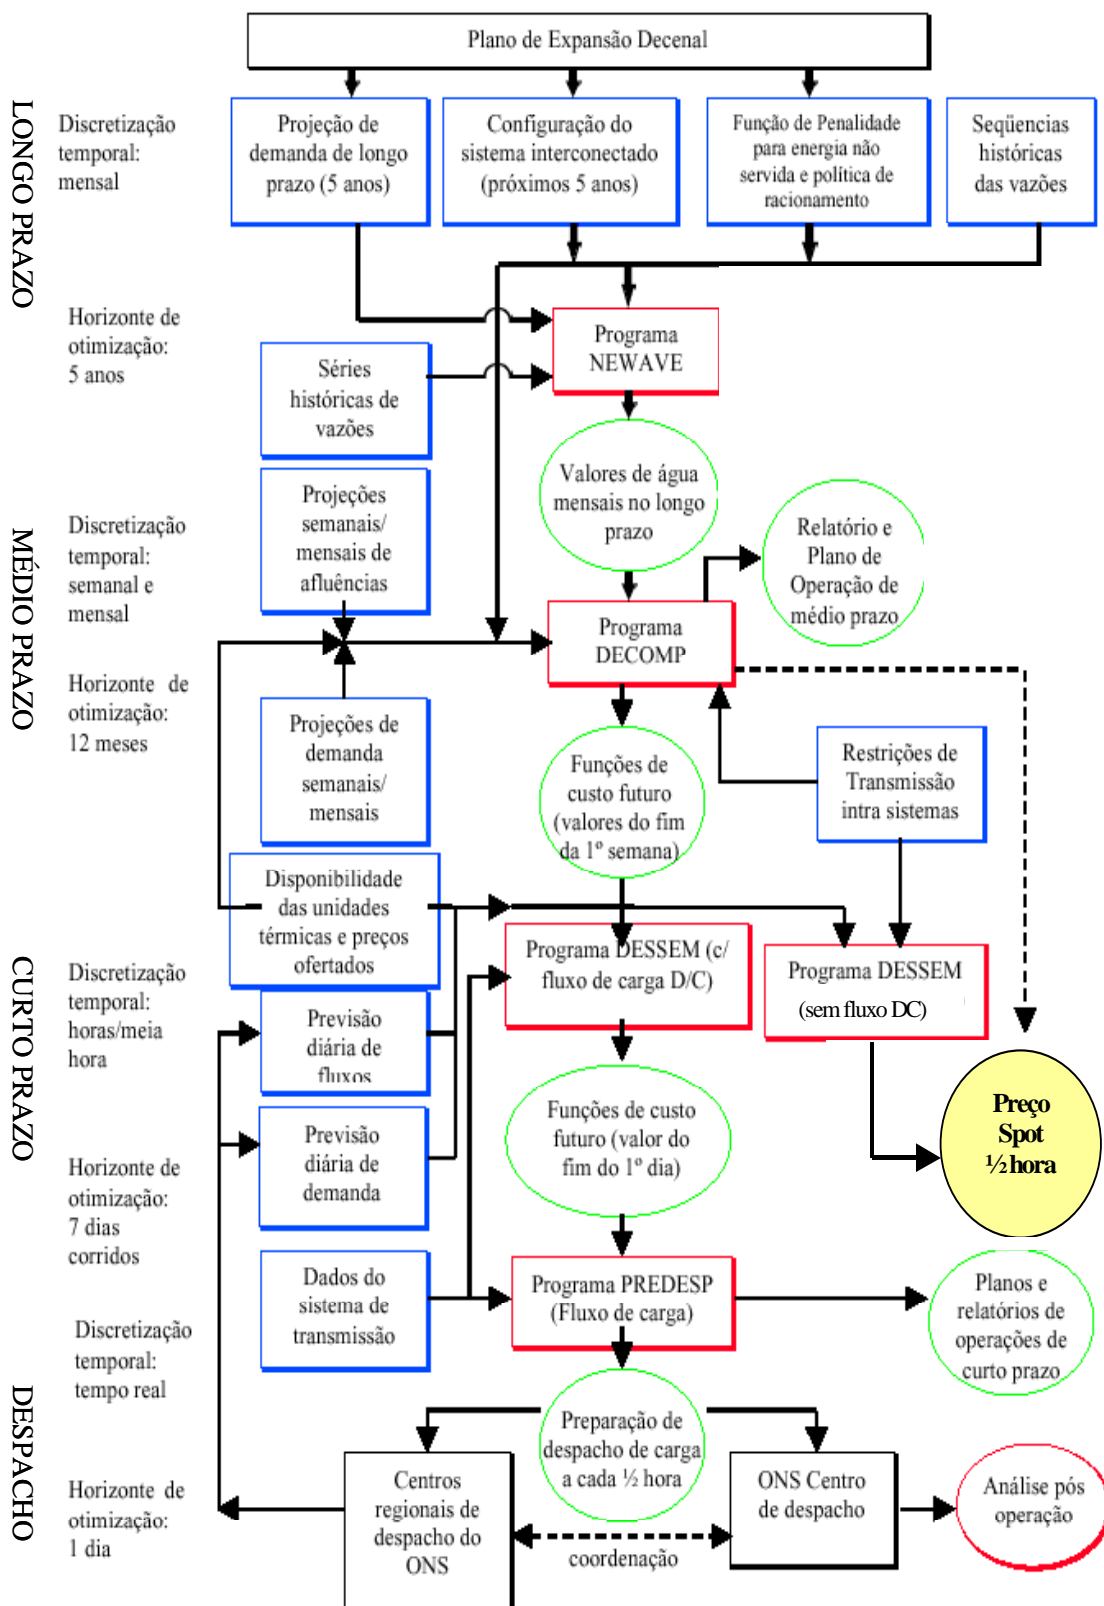 Plano de Expansão Decenal
LONGO PRAZO
Discretização
temporal:
mensal
Projeção de
demanda de longo
prazo (5 anos)
Configuração do
sistema interconectado
(próximos 5 anos)
Função de Penalidade
para energia não
servida e política de
racionamento
Seqüencias
históricas
das vazões
Horizonte de
otimização:
5 anos
Séries
históricas de
vazões
Programa
NEWAVE
Valores de água
mensais no longo
prazo
MÉDIO PRAZO
Discretização
temporal:
semanal e
mensal
Projeções
semanais/
mensais de
afluências
Relatório e
Plano de
Operação de
médio prazo
Programa
DECOMP
Horizonte de
otimização:
12 meses
Projeções de
demanda
semanais/
mensais
Funções de
custo futuro
(valores do fim
da 1º semana)
Restrições de
Transmissão
intra sistemas
CURTO PRAZO
Disponibilidade
das unidades
térmicas e preços
ofertados
Discretização
temporal:
horas/meia
hora
Programa DESSEM (c/
fluxo de carga D/C)
Programa DESSEM
(sem fluxo DC)
Previsão
diária de
fluxos
Funções de custo
futuro (valor do
fim do 1º dia)
Preço
Spot
½ hora
Previsão
diária de
demanda
Horizonte de
otimização:
7 dias
corridos
Dados do
sistema de
transmissão
Programa PREDESP
(Fluxo de carga)
Planos e
relatórios de
operações de
curto prazo
DESPACHO
Discretização
temporal:
tempo real
Preparação de
despacho de carga
a cada ½ hora
Horizonte de
otimização:
1 dia
Centros
regionais de
despacho do
ONS
coordenação
ONS Centro
de despacho
Análise pós
operação